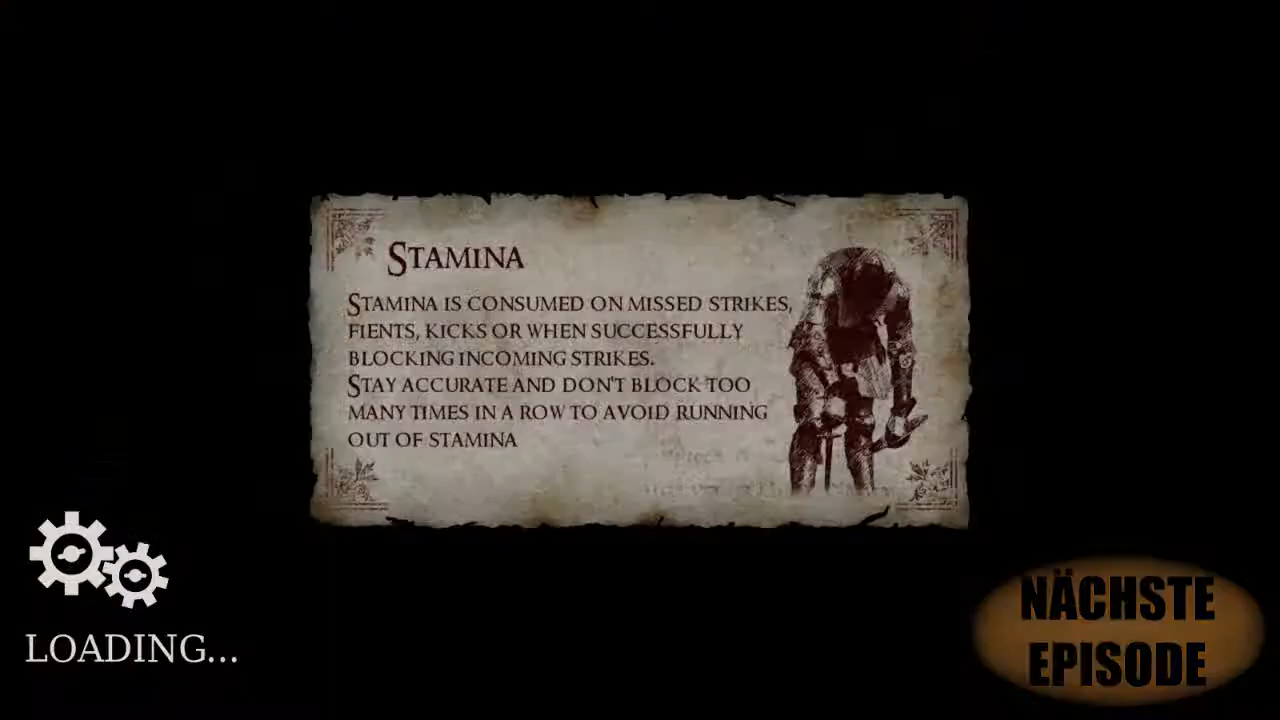 STAMINA
STAMINA IS CONSUMED ON MISSED STRIKES,
FIENTS, KICKS OR WHEN SUCCESSFULLY
BLOCKING INCOMING STRIKES.
STAY ACCURATE AND DON'T BLOCK TOO
MANY TIMES IN A ROW TO AVOID RUNNING
OUT OF STAMINA
LOADING...
NÄCHSTE
EPISODE